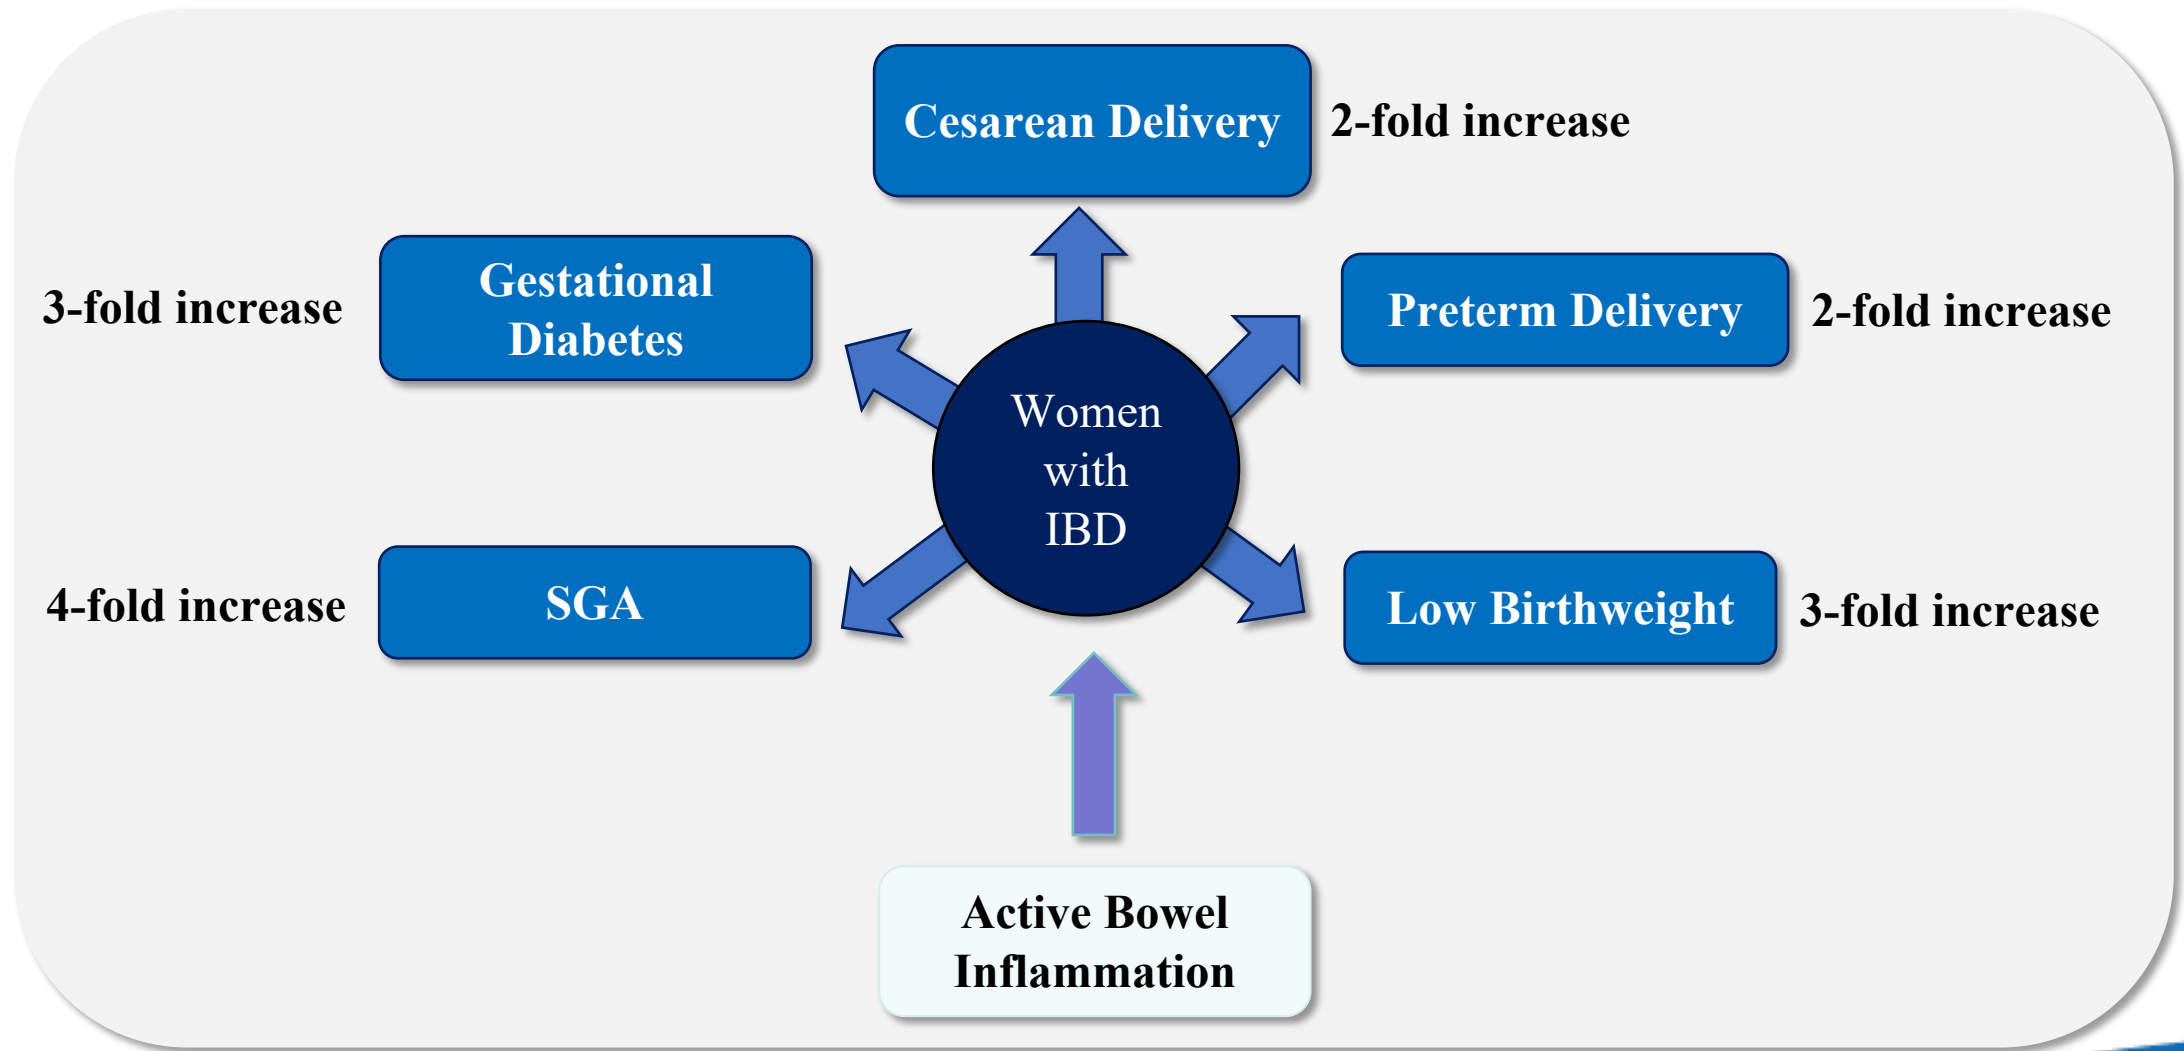 Cesarean Delivery
2-fold increase
3-fold increase
Gestational
Diabetes
Preterm Delivery
2-fold increase
Women
with
IBD
4-fold increase
SGA
Low Birthweight
3-fold increase
Active Bowel
Inflammation